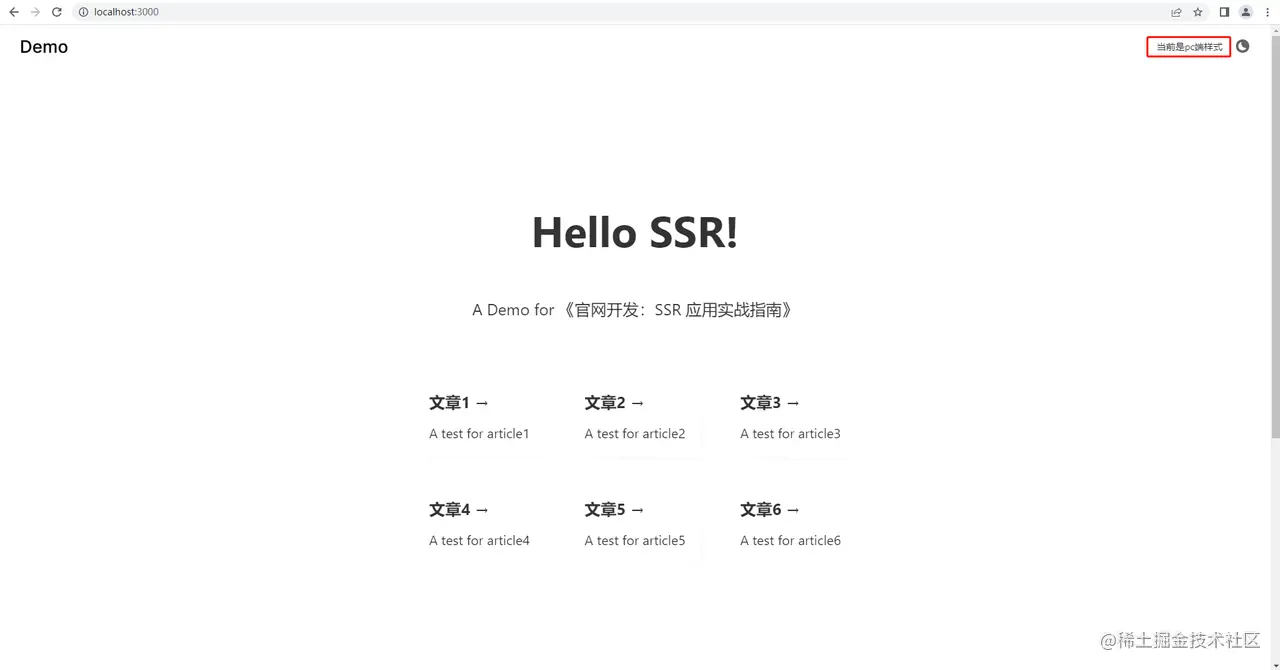 localhost:3000
Demo
当前是pc端样式
Hello SSR!
A Demo for 《官网开发：SSR 应用实战指南》
文章1 →
文章2 →
文章3 →
A test for article1
A test for article2
A test for article3
文章4 →
文章5 →
文章6 →
A test for article4
A test for article5
A test for article6
@稀土掘金技术社区